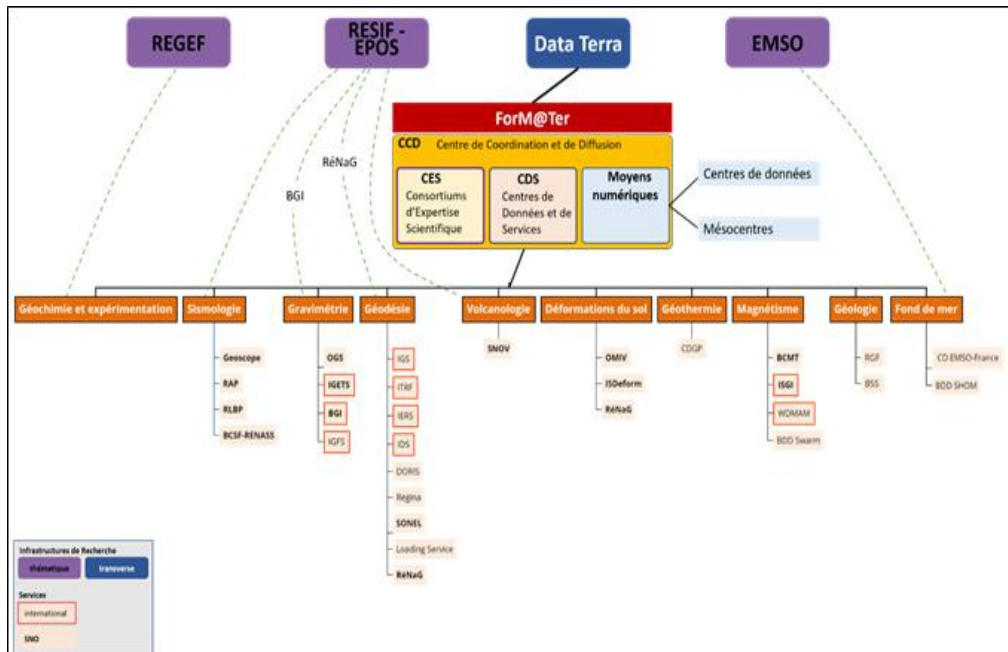 REGEF
RESIF -
EPOS
Data Terra
EMSO
ForM@Ter
CCD Centre de Coordination et de Diffusion
CES
Consortiums
d'Expertise
Scientifique
CDS
Centres de
Données et de
Services
Moyens
numériques
Centres de données
Mésocentres
RéNaG
BGI
Géochimie et expérimentation
Sismologie
Gravimétrie
Géodésie
Volcanologie
Déformations du sol
Géothermie
Magnétisme
Géologie
Fond de mer
Geoscope
RAP
RLBP
BCSF-RENASS
OGS
IGETS
BGI
IGFS
IGS
ITRF
IERS
IDS
DORIS
Regina
SONEL
Loading Service
RéNaG
SNOV
OMIV
ISDeform
RéNaG
CDGP
BCMT
ISGI
WDMAM
BDD Swarm
RGF
BSS
CD EMSO-France
BDD SHOM
Infrastructures de Recherche
thématique
transverse
Services
international
SNO